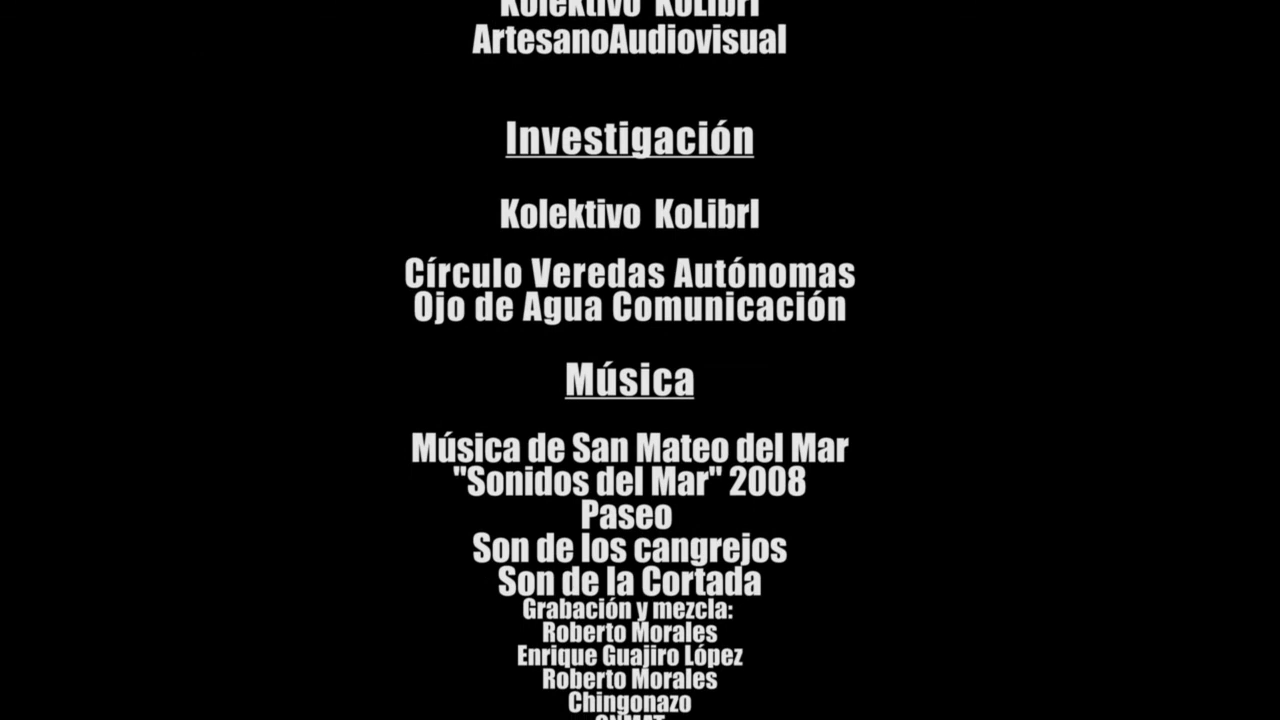 Kolektivo KoLibrI
ArtesanoAudiovisual
Investigación
Kolektivo KoLibrI
Círculo Veredas Autónomas
Ojo de Agua Comunicación
Música
Música de San Mateo del Mar
"Sonidos del Mar" 2008
Paseo
Son de los cangrejos
Son de la Cortada
Grabación y mezcla:
Roberto Morales
Enrique Guajiro López
Roberto Morales
Chingonazo